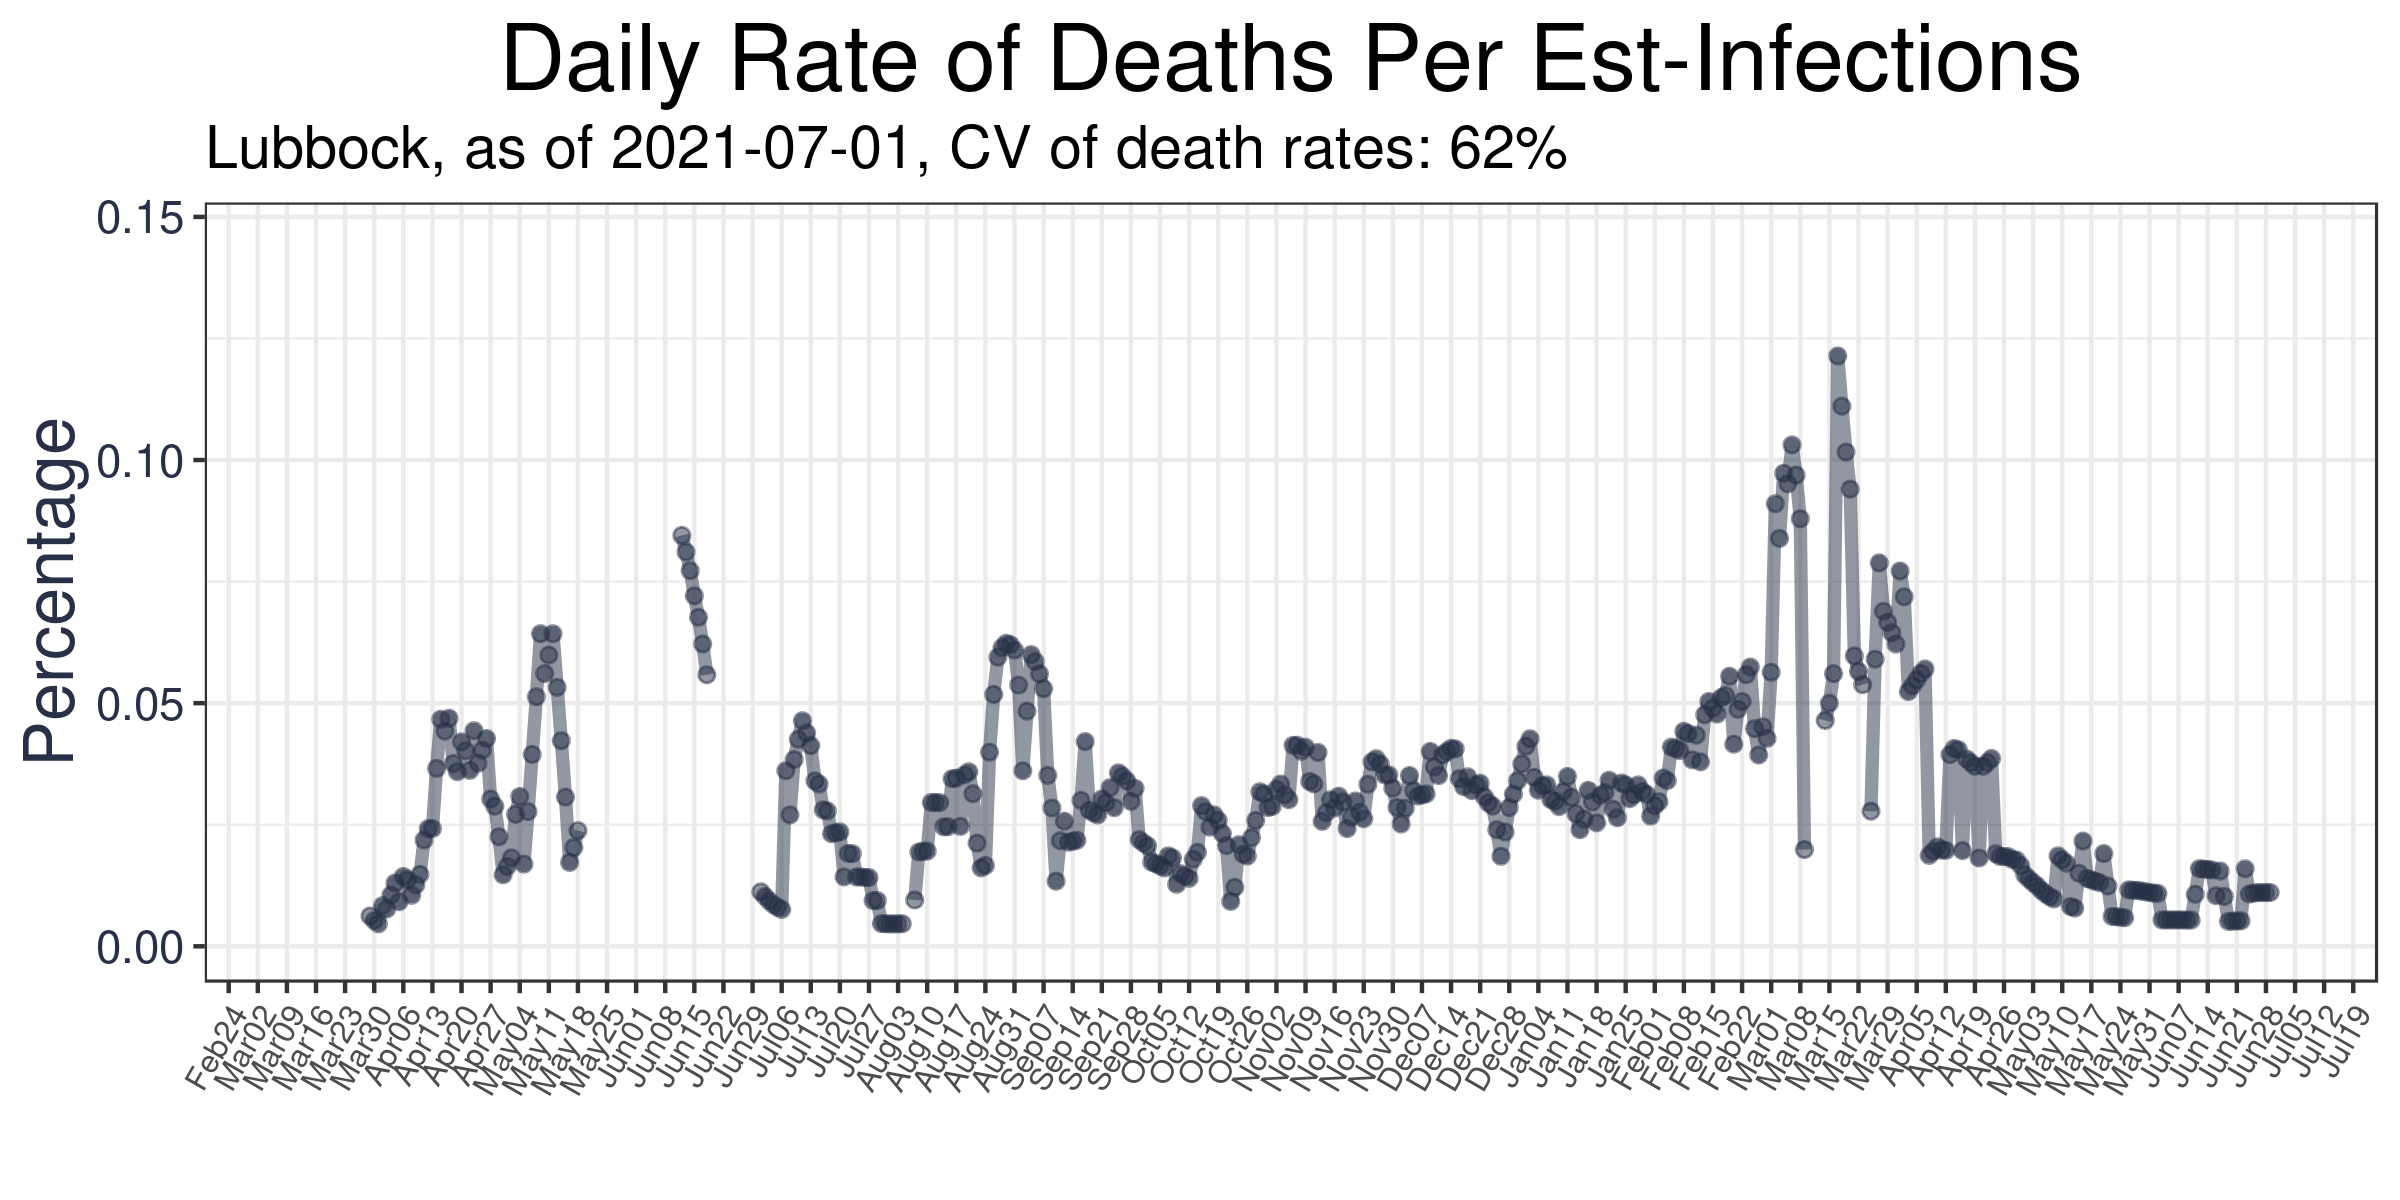 Daily Rate of Deaths Per Est-Infections
Lubbock, as of 2021-07-01, CV of death rates: 62%
Percentage
0.15
0.10
0.05
0.00
Feb24
Mar02
Mar09
Mar16
Mar23
Mar30
Apr06
Apr13
Apr20
Apr27
May04
May11
May18
May25
Jun01
Jun08
Jun15
Jun22
Jun29
Jul06
Jul13
Jul20
Jul27
Aug03
Aug10
Aug17
Aug24
Aug31
Sep07
Sep14
Sep21
Sep28
Oct05
Oct12
Oct19
Oct26
Nov02
Nov09
Nov16
Nov23
Nov30
Dec07
Dec14
Dec21
Dec28
Jan04
Jan11
Jan18
Jan25
Feb01
Feb08
Feb15
Feb22
Mar01
Mar08
Mar15
Mar22
Mar29
Apr05
Apr12
Apr19
Apr26
May03
May10
May17
May24
May31
Jun07
Jun14
Jun21
Jun28
Jul05
Jul12
Jul19